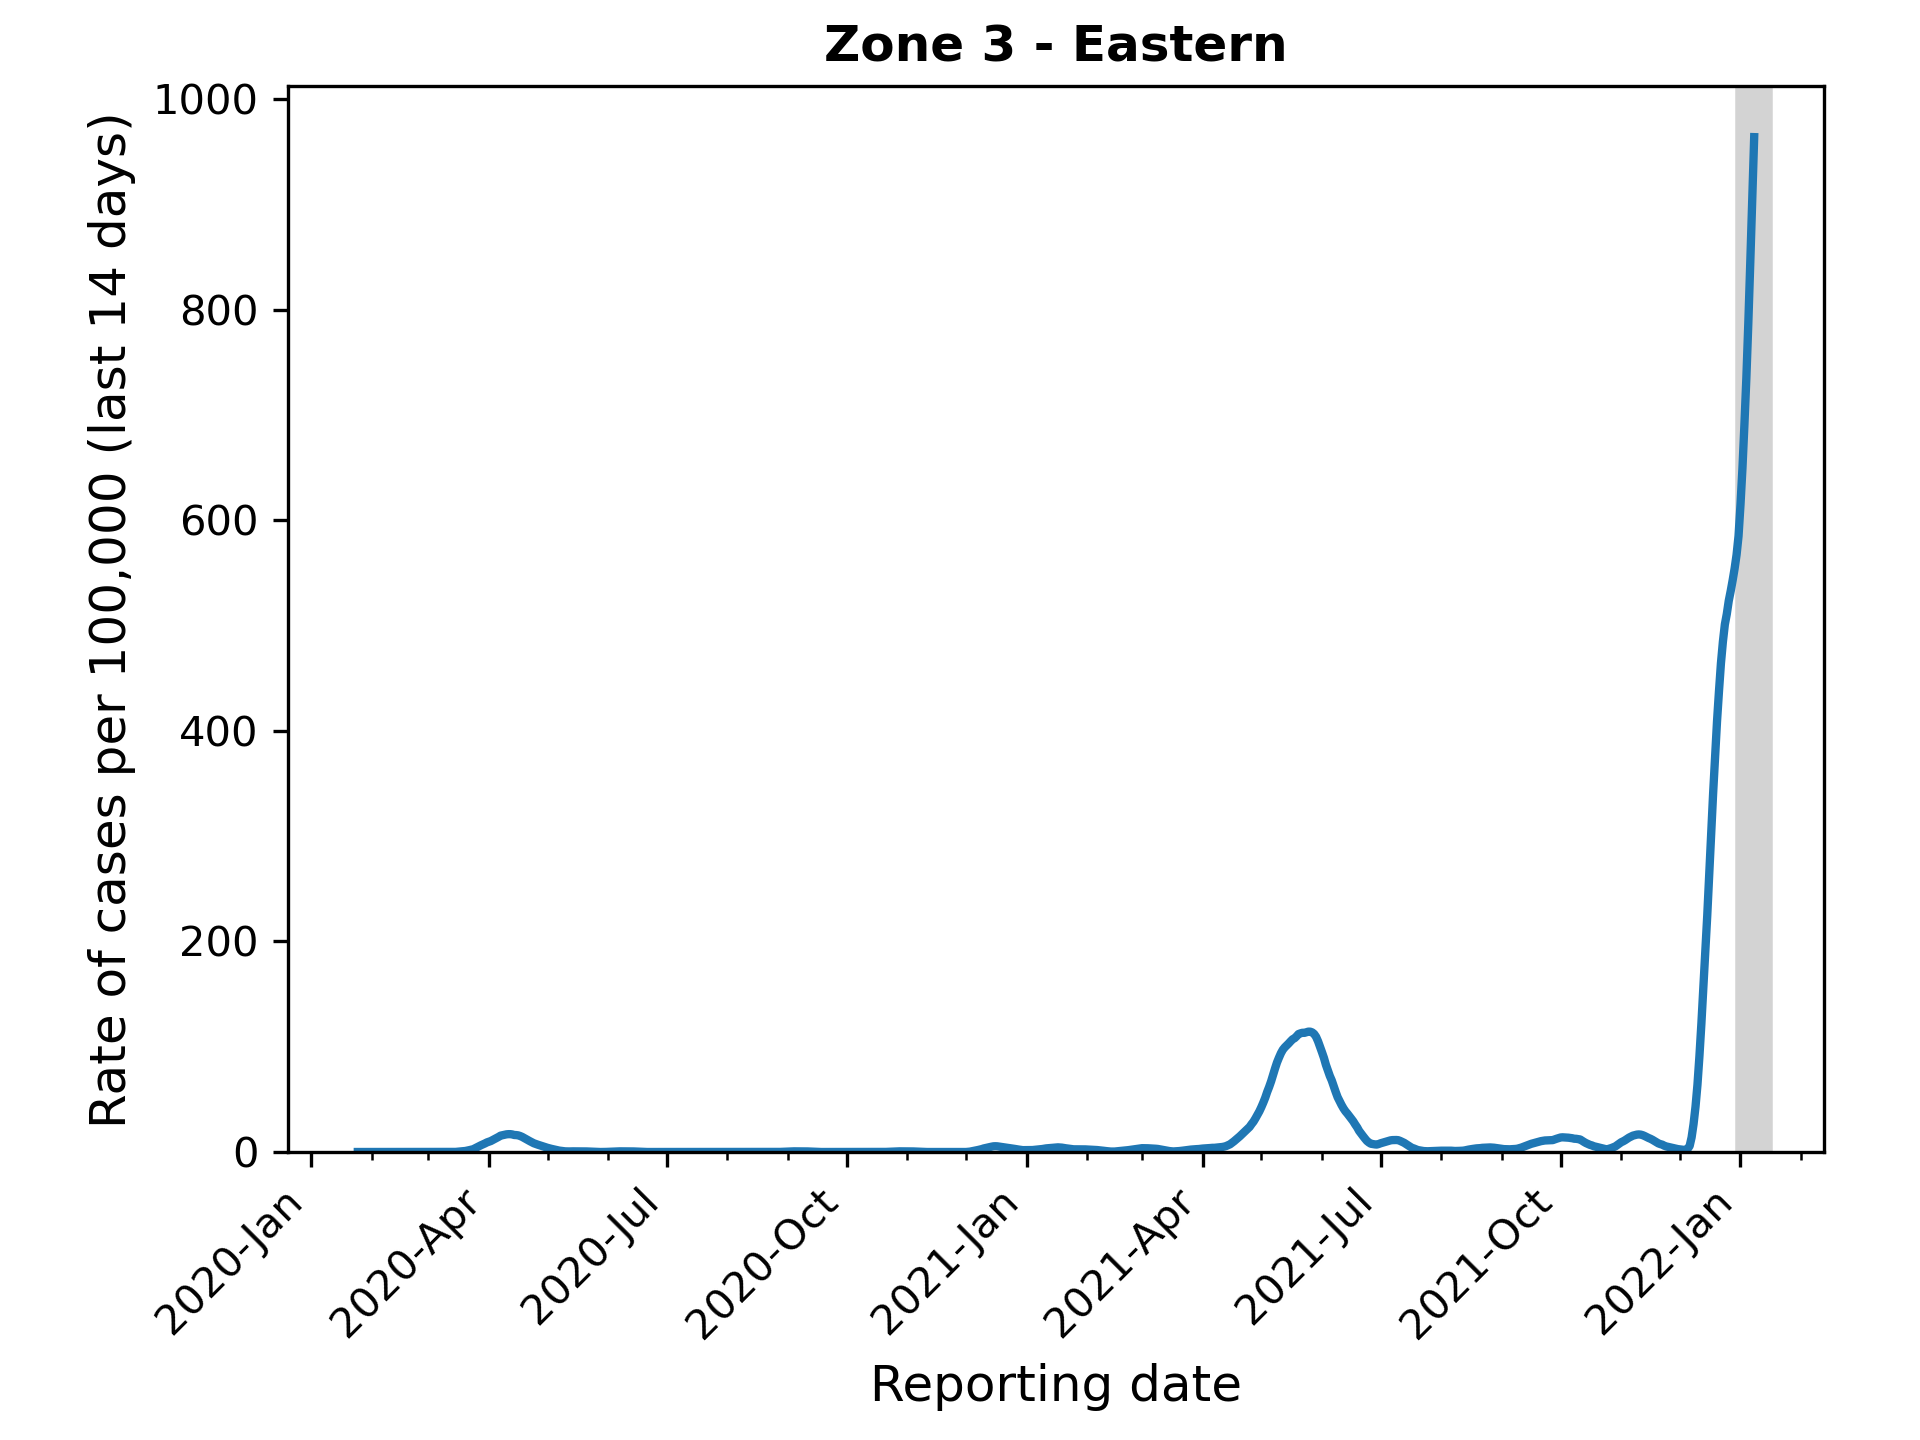 Zone 3 - Eastern
Rate of cases per 100,000 (last 14 days)
1000
800
600
400
200
0
2020-Jan
2020-Apr
2020-Jul
2020-Oct
2021-Jan
2021-Apr
2021-Jul
2021-Oct
2022-Jan
Reporting date